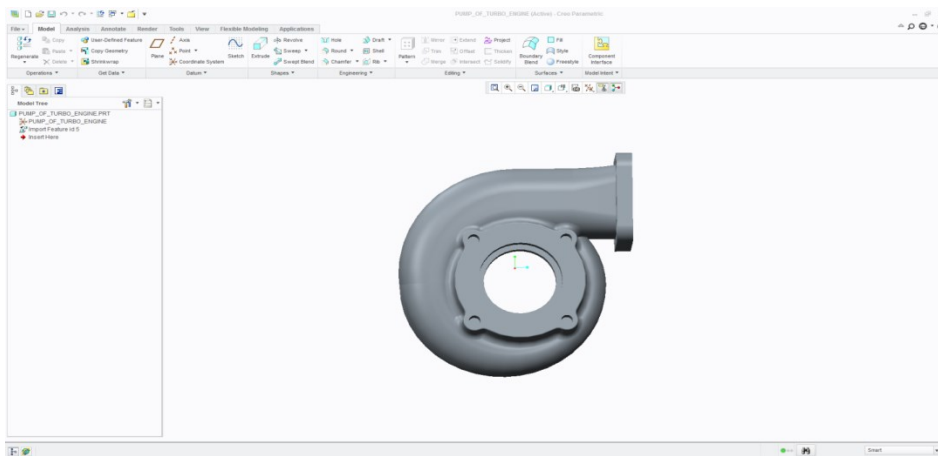 PUMP_OF_TURBO_ENGINE (Active) - Creo Parametric
File Model Analysis Annotate Render Tools View Flexible Modeling Applications
Regenerate Copy Paste Delete User-Defined Feature Copy Geometry Shrinkwrap Plane Axis Point Coordinate System Sketch Extrude Revolve Sweep Swept Blend Hole Round Chamfer Draft Shell Rib Pattern Mirror Trim Merge Extend Offset Intersect Project Thicken Solidify Boundary Blend Fill Style Freestyle Component Interface
Operations Get Data Datum Shapes Engineering Editing Surfaces Model Intent
Model Tree
PUMP_OF_TURBO_ENGINE.PRT
PUMP_OF_TURBO_ENGINE
Import Feature id 5
Insert Here
Smart